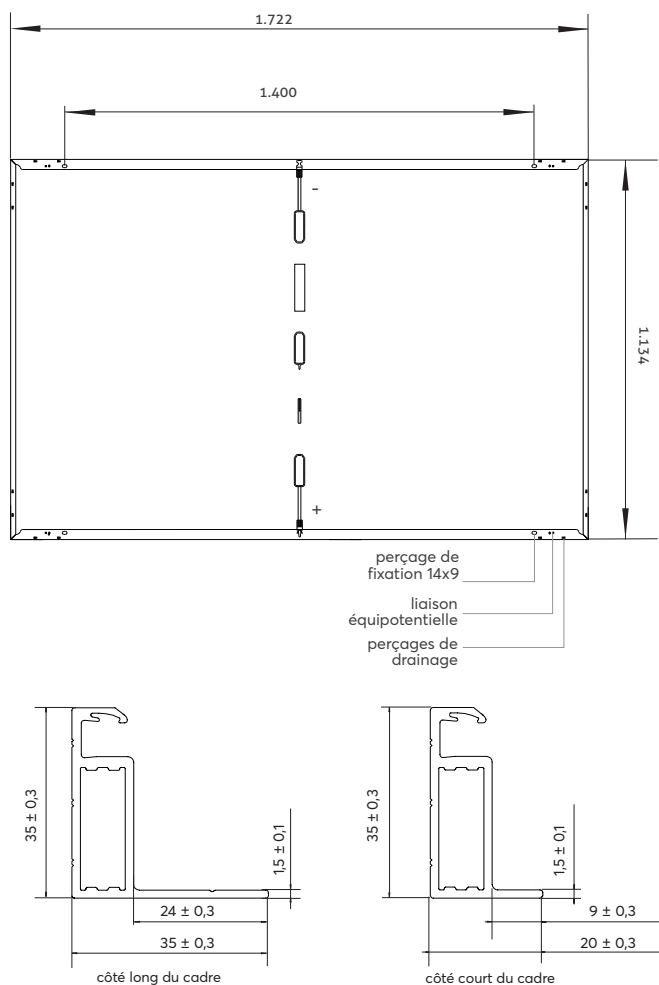 1.722
1.400
-
1.134
+
perçage de
fixation 14x9
liaison
équipotentielle
perçages de
drainage
35 ± 0,3
1,5 ± 0,1
24 ± 0,3
35 ± 0,3
côté long du cadre
35 ± 0,3
1,5 ± 0,1
9 ± 0,3
20 ± 0,3
côté court du cadre